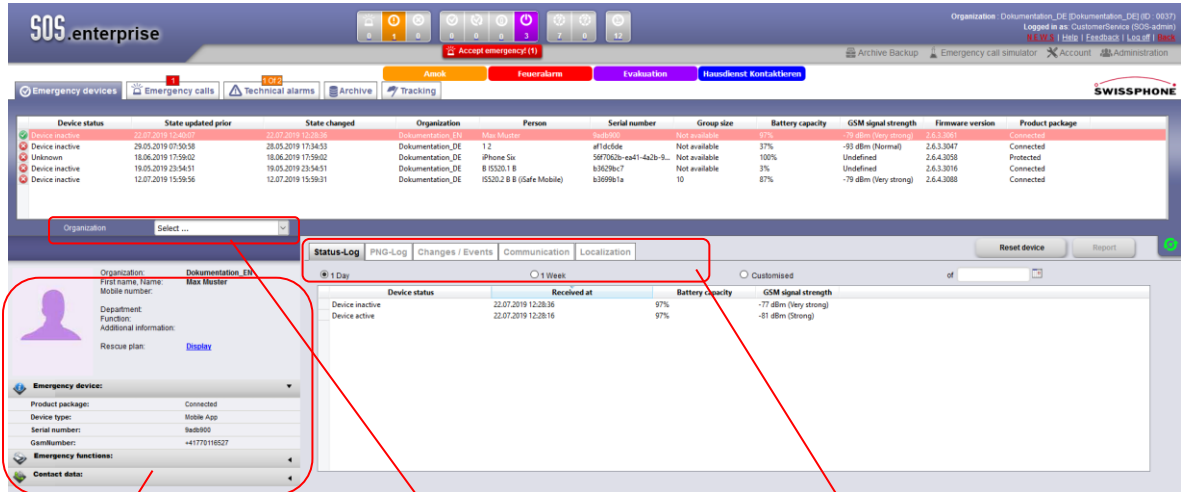 SOS.enterprise
Organization : Dokumentation_DE [Dokumentation_DE] (ID : 0037)
Logged in as: CustomerService (SOS-admin)
N E W S | Help | Feedback | Log off | Back
0 1 0 0 0 0 3 7 0 12
Accept emergency! (1)
Archive Backup Emergency call simulator Account Administration
Amok Feueralarm Evakuation Hausdienst Kontaktieren
1 1 Of 2
Emergency devices Emergency calls Technical alarms Archive Tracking
SWISSPHONE
Device status State updated prior State changed Organization Person Serial number Group size Battery capacity GSM signal strength Firmware version Product package
Device inactive 22.07.2019 12:40:07 22.07.2019 12:28:36 Dokumentation_EN Max Muster 9adb900 Not available 97% -79 dBm (Very strong) 2.6.3.3061 Connected
Device inactive 29.05.2019 07:50:58 28.05.2019 17:34:53 Dokumentation_DE 1 2 af1dc6de Not available 37% -93 dBm (Normal) 2.6.3.3047 Connected
Unknown 18.06.2019 17:59:02 18.06.2019 17:59:02 Dokumentation_DE iPhone Six 56f7062b-ea41-4a2b-9... Not available 100% Undefined 2.6.4.3058 Protected
Device inactive 19.05.2019 23:54:51 19.05.2019 23:54:51 Dokumentation_DE B IS520.1 B b3629bc7 Not available 3% Undefined 2.6.3.3016 Connected
Device inactive 12.07.2019 15:59:56 12.07.2019 15:59:31 Dokumentation_DE IS520.2 B B (iSafe Mobile) b3699b1a 10 87% -79 dBm (Very strong) 2.6.4.3088 Connected
Organization Select ...
Status-Log PNG-Log Changes / Events Communication Localization Reset device Report
1 Day 1 Week Customised of
Organization: Dokumentation_EN
First name, Name: Max Muster
Mobile number:
Department:
Function:
Additional information:
Rescue plan: Display
Device status Received at Battery capacity GSM signal strength
Device inactive 22.07.2019 12:28:36 97% -77 dBm (Very strong)
Device active 22.07.2019 12:28:16 97% -81 dBm (Strong)
Emergency device:
Product package: Connected
Device type: Mobile App
Serial number: 9adb900
GsmNumber: +41770116527
Emergency functions:
Contact data: